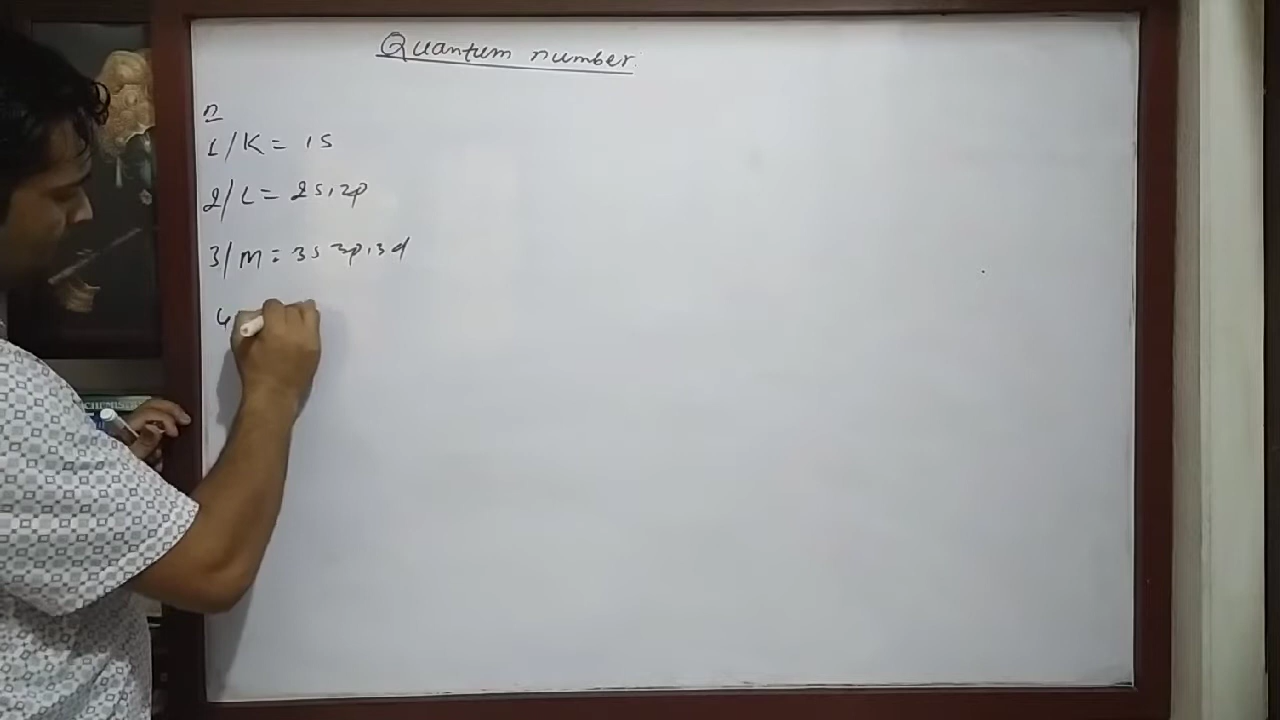 Quantum number.
n
1/K = 1s
2/L = 2s,2p
3/M = 3s 3p,3d
4